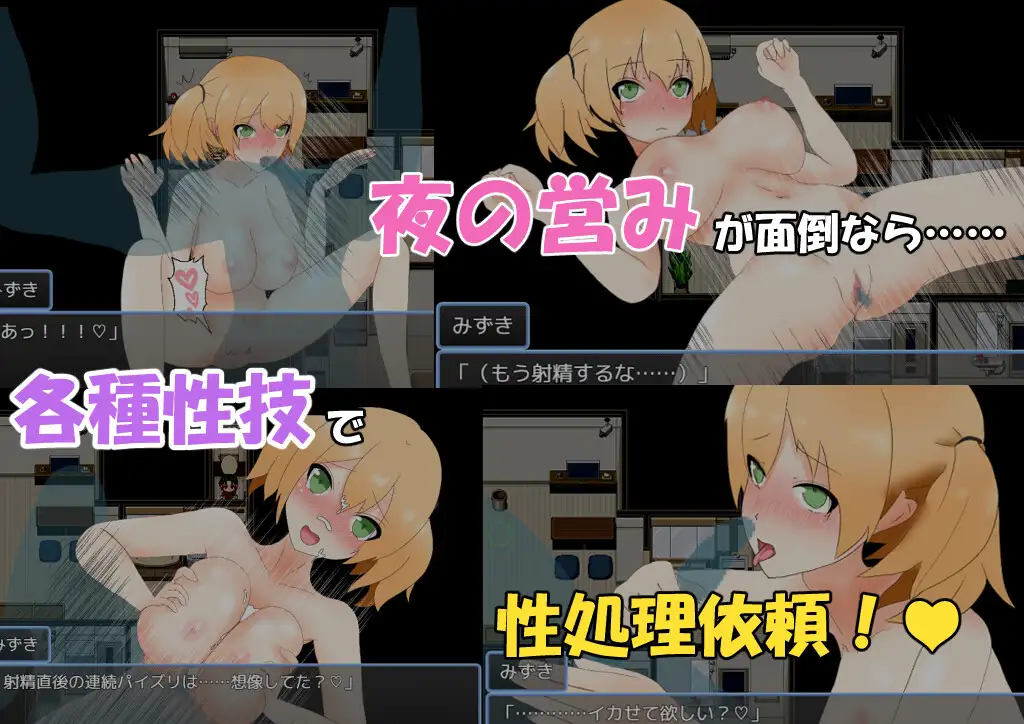 夜の営みが面倒なら……
ずき
あっ!!!♡」
みずき
「(もう射精するな……)」
各種性技で
性処理依頼!♥
ずき
射精直後の連続パイズリは……想像してた?♡」
みずき
「…………イカせて欲しい?♡」